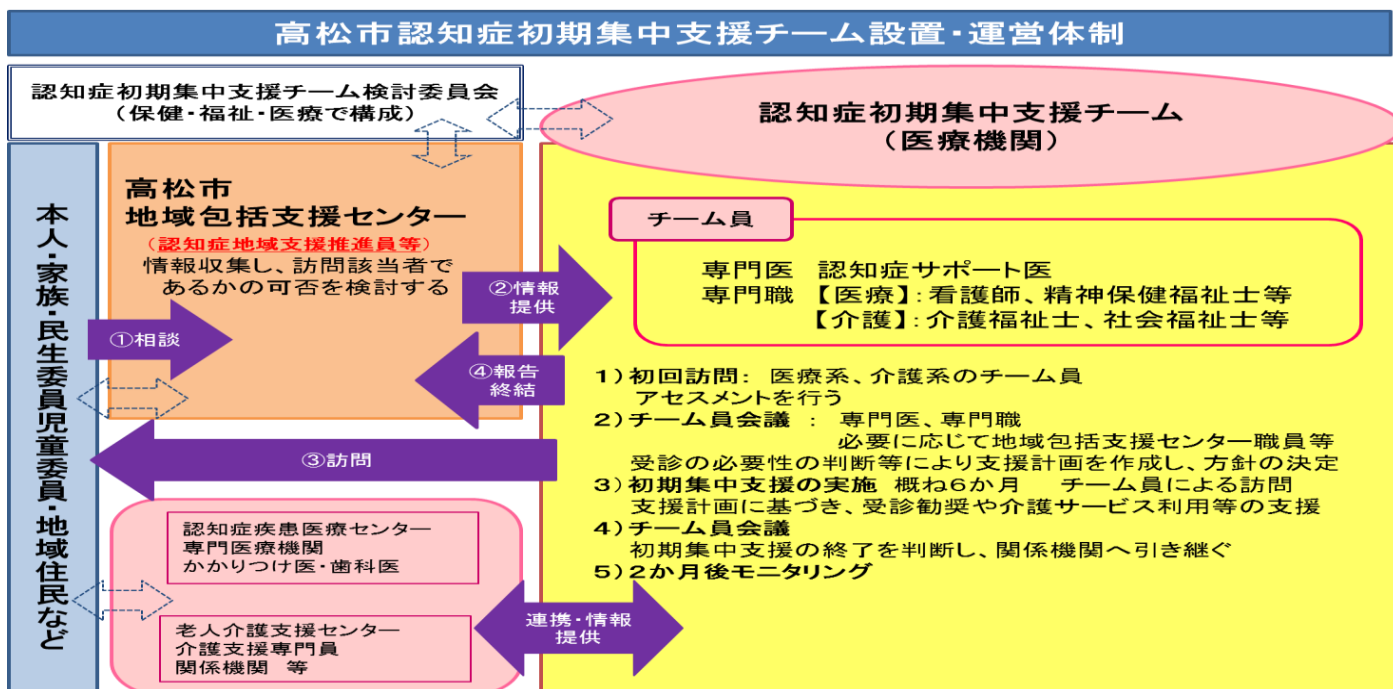 高松市認知症初期集中支援チーム設置・運営体制
認知症初期集中支援チーム検討委員会
(保健・福祉・医療で構成)
認知症初期集中支援チーム
(医療機関)
本人・家族・民生委員児童委員・地域住民など
高松市
地域包括支援センター
(認知症地域支援推進員等)
情報収集し、訪問該当者で
あるかの可否を検討する
①相談
②情報
提供
④報告
終結
③訪問
チーム員
専門医 認知症サポート医
専門職 【医療】:看護師、精神保健福祉士等
【介護】:介護福祉士、社会福祉士等
1)初回訪問: 医療系、介護系のチーム員
アセスメントを行う
2)チーム員会議 : 専門医、専門職
必要に応じて地域包括支援センター職員等
受診の必要性の判断等により支援計画を作成し、方針の決定
3)初期集中支援の実施 概ね6か月 チーム員による訪問
支援計画に基づき、受診勧奨や介護サービス利用等の支援
4)チーム員会議
初期集中支援の終了を判断し、関係機関へ引き継ぐ
5)2か月後モニタリング
認知症疾患医療センター
専門医療機関
かかりつけ医・歯科医
老人介護支援センター
介護支援専門員
関係機関 等
連携・情報
提供